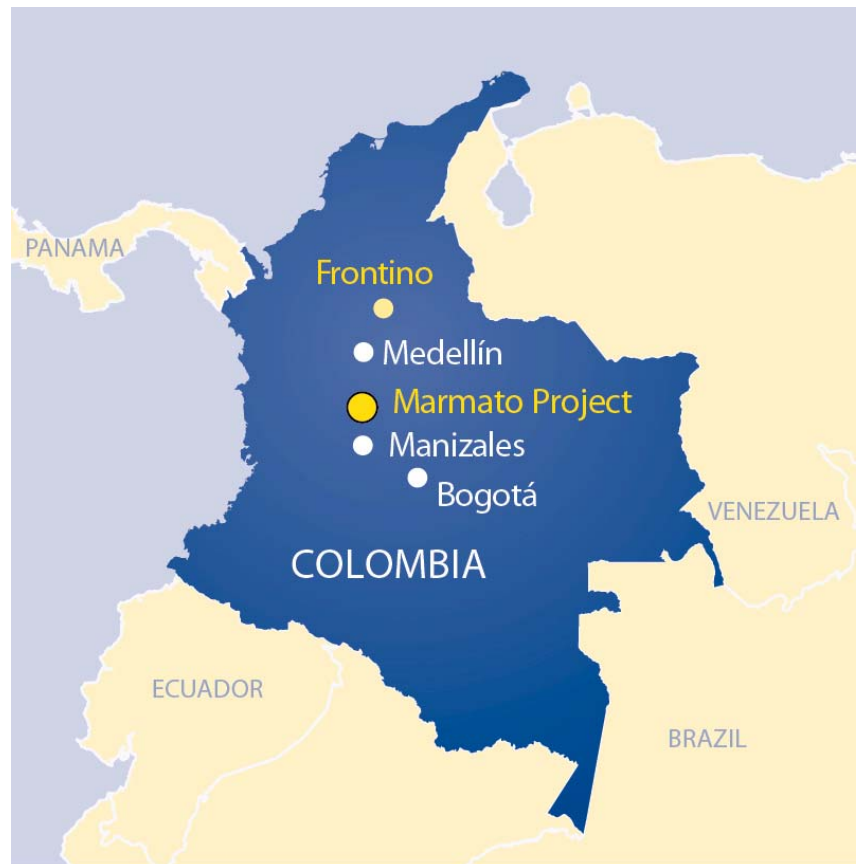 PANAMA
Frontino
Medellín
Marmato Project
Manizales
Bogotá
VENEZUELA
COLOMBIA
ECUADOR
BRAZIL